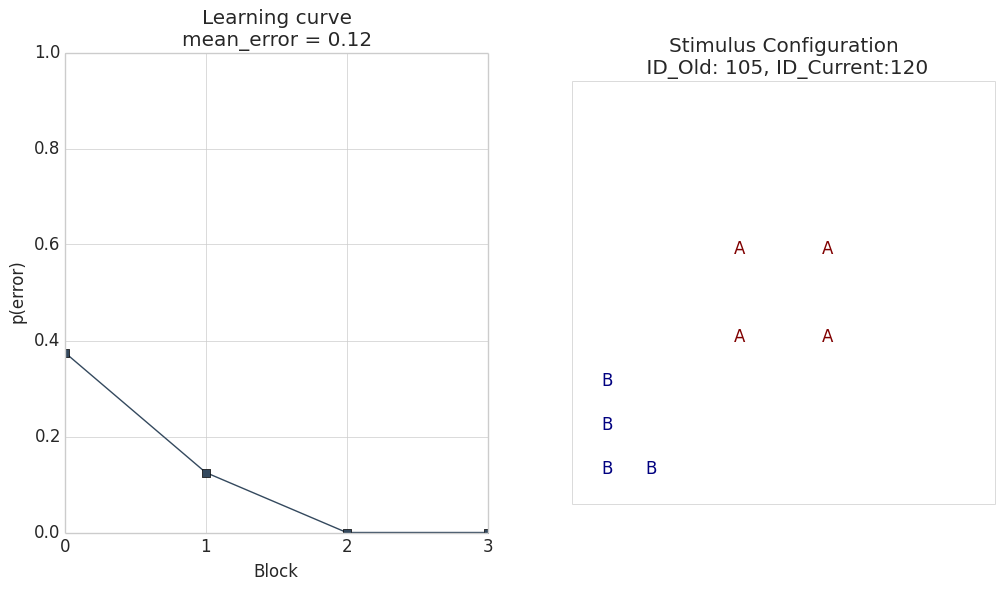 Learning curve
mean_error = 0.12
1.0
0.8
0.6
0.4
0.2
0.0
p(error)
0 1 2 3
Block
Stimulus Configuration
ID_Old: 105, ID_Current:120
A A
A A
B
B
B B